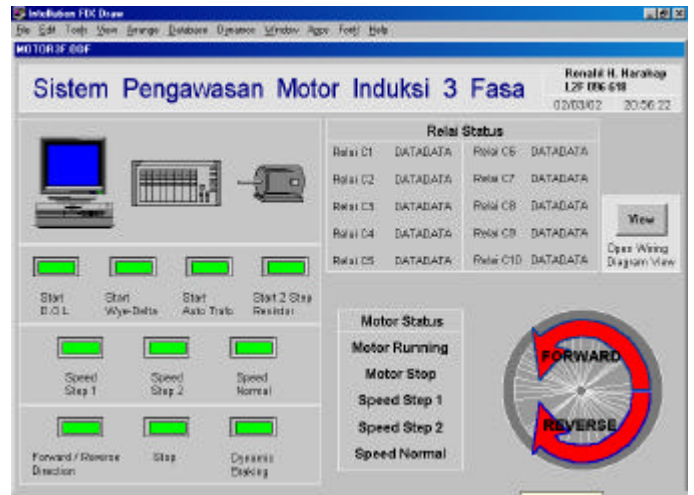 Intellution FIX Draw
File Edit Tools View Arrange Database Dynamos Window Apps Font! Help
MOTOR3F.ODF
Sistem Pengawasan Motor Induksi 3 Fasa
Ronald H. Harahap
L2F 096 618
02/03/02 20:56:22
Relai Status
Relai C1 DATADATA Relai C6 DATADATA
Relai C2 DATADATA Relai C7 DATADATA
Relai C3 DATADATA Relai C8 DATADATA
Relai C4 DATADATA Relai C9 DATADATA
Relai C5 DATADATA Relai C10 DATADATA
View
Open Wiring
Diagram View
Start
D.O.L.
Start
Wye-Delta
Start
Auto Trafo
Start 2 Step
Resistor
Speed
Step 1
Speed
Step 2
Speed
Normal
Forward / Reverse
Direction
Stop
Dynamic
Braking
Motor Status
Motor Running
Motor Stop
Speed Step 1
Speed Step 2
Speed Normal
FORWARD
REVERSE